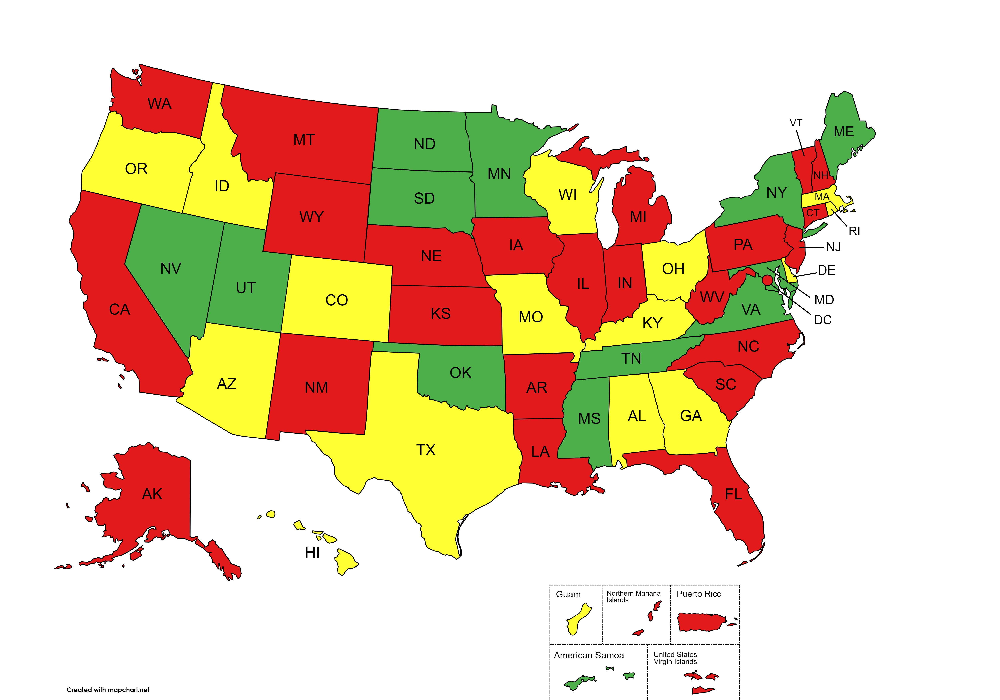 WA
MT
ND
MN
VT
ME
OR
ID
SD
WI
NH
NY
MA
WY
MI
CT
RI
IA
PA
NJ
NE
NV
OH
DE
UT
IL
IN
CO
WV
MD
CA
KS
MO
VA
DC
KY
NC
TN
OK
AZ
NM
AR
SC
MS
AL
GA
TX
LA
AK
FL
HI
Guam
Northern Mariana
Islands
Puerto Rico
American Samoa
United States
Virgin Islands
Created with mapchart.net